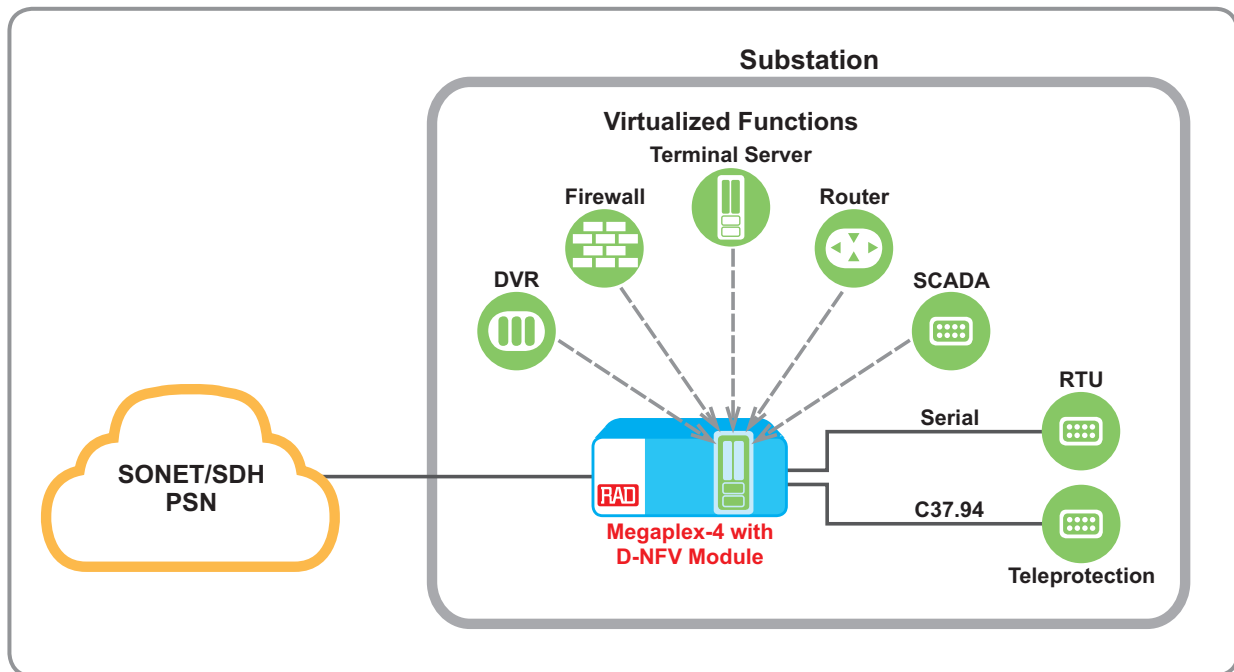 Substation
Virtualized Functions
Terminal Server
Firewall
Router
DVR
SCADA
RTU
Serial
SONET/SDH
PSN
RAD
C37.94
Megaplex-4 with
D-NFV Module
Teleprotection